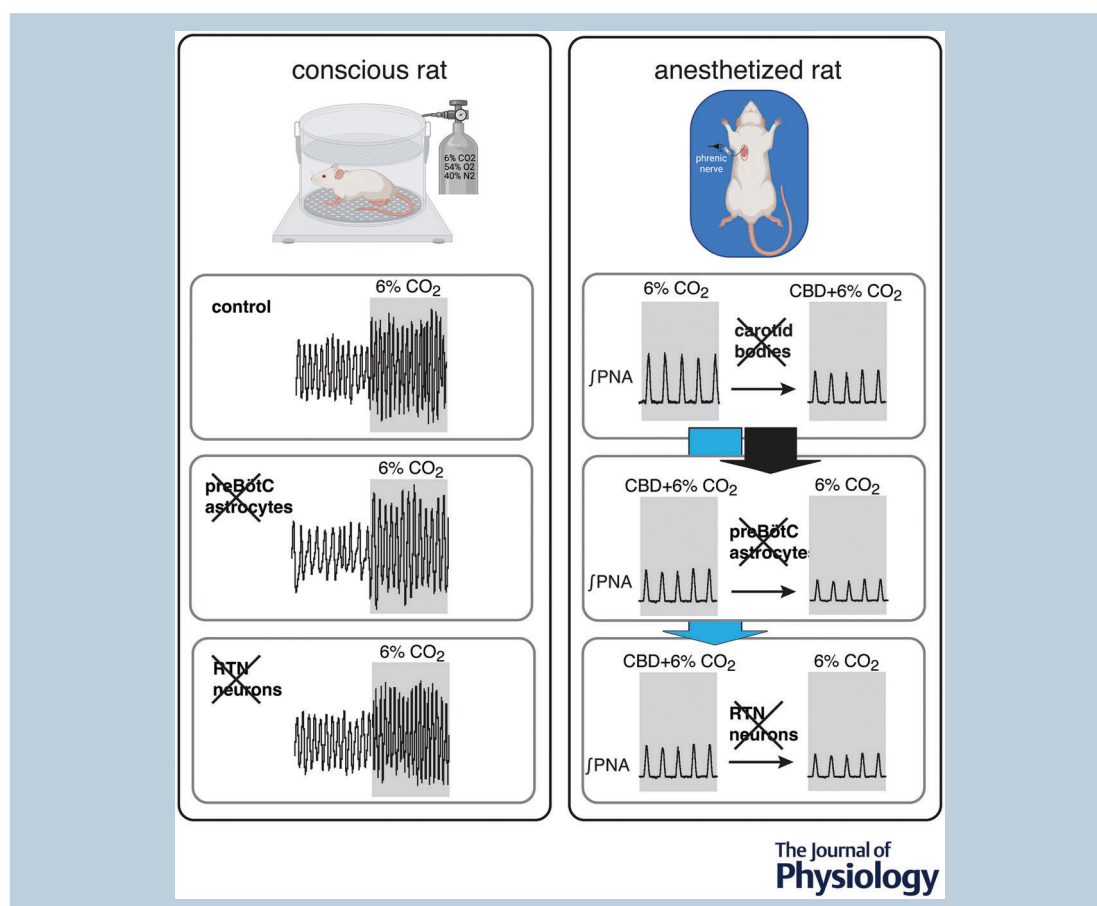 conscious rat
6% CO2
54% O2
40% N2
control
6% CO₂
preBötC
astrocytes
6% CO₂
RTN
neurons
6% CO₂
anesthetized rat
phrenic
nerve
6% CO₂
CBD+6% CO₂
carotid
bodies
∫PNA
CBD+6% CO₂
6% CO₂
preBötC
astrocytes
∫PNA
CBD+6% CO₂
6% CO₂
RTN
neurons
∫PNA
The Journal of
Physiology